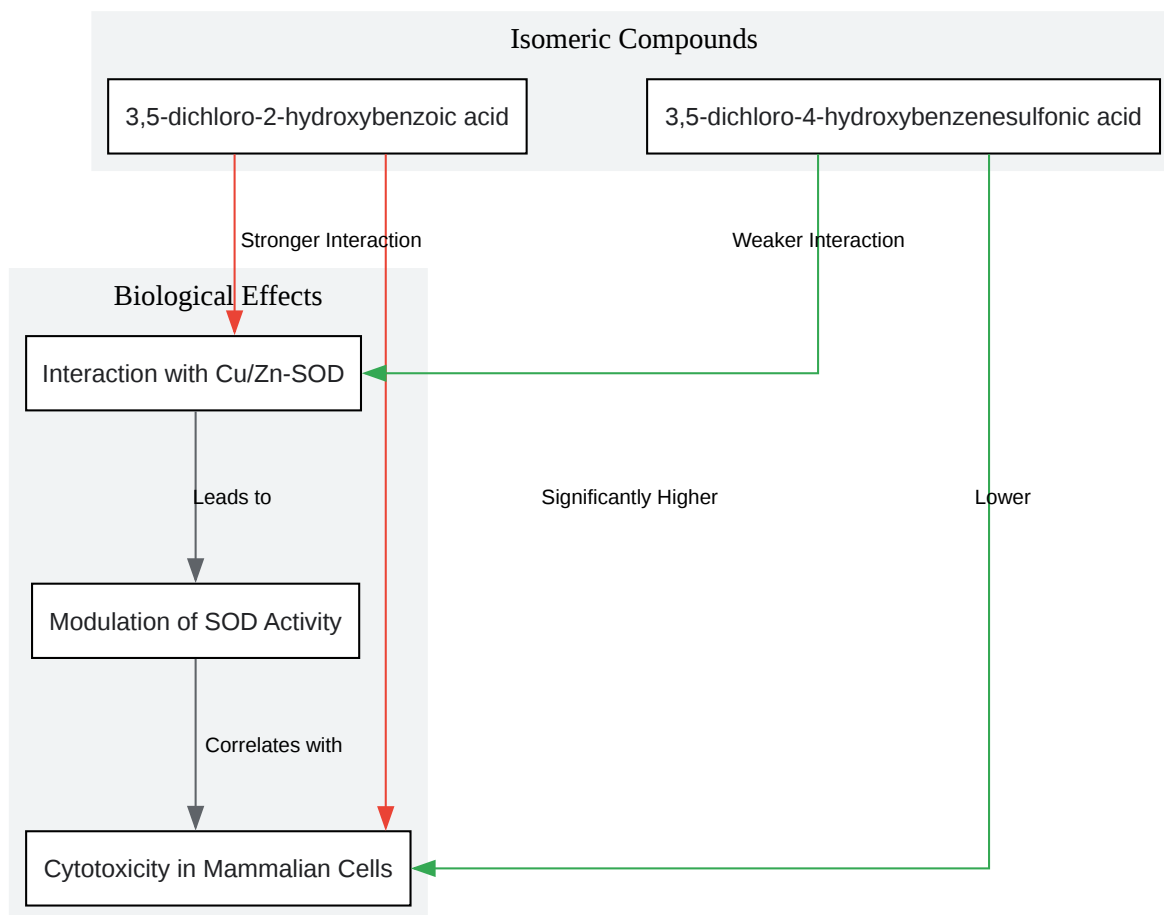 Isomeric Compounds
3,5-dichloro-2-hydroxybenzoic acid
3,5-dichloro-4-hydroxybenzenesulfonic acid
Stronger Interaction
Weaker Interaction
Biological Effects
Interaction with Cu/Zn-SOD
Leads to
Significantly Higher
Lower
Modulation of SOD Activity
Correlates with
Cytotoxicity in Mammalian Cells